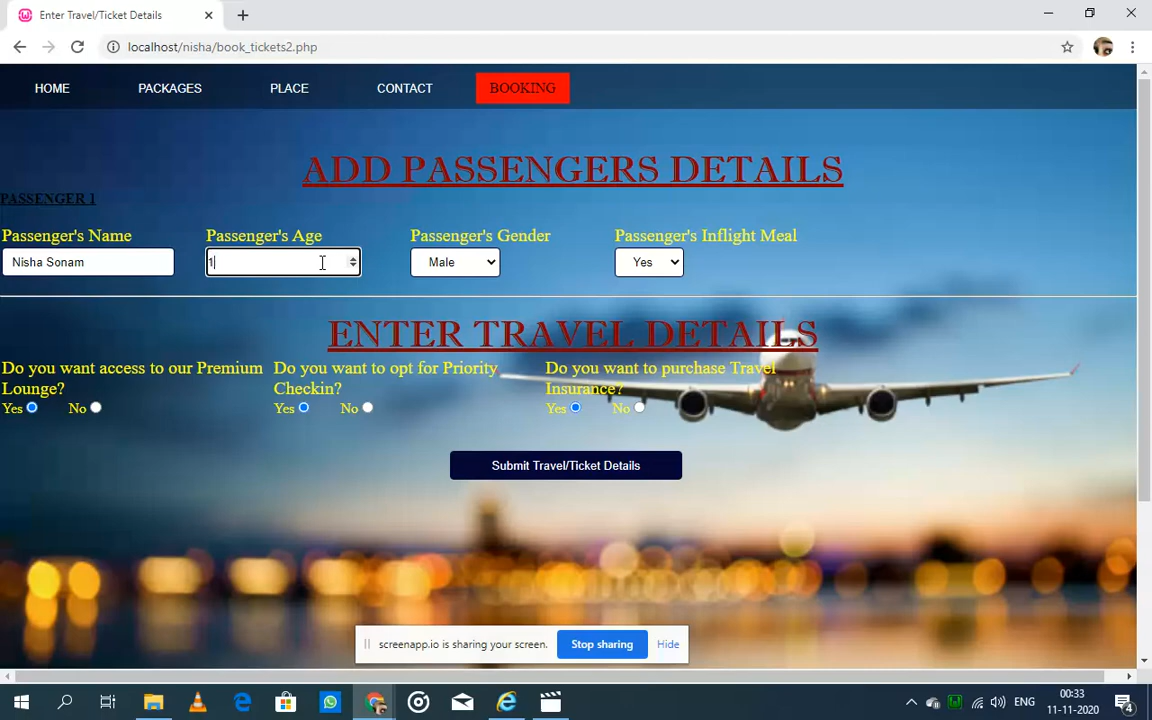 Enter Travel/Ticket Details
localhost/nisha/book_tickets2.php
HOME PACKAGES PLACE CONTACT BOOKING
ADD PASSENGERS DETAILS
PASSENGER 1
Passenger's Name Passenger's Age Passenger's Gender Passenger's Inflight Meal
Nisha Sonam 1 Male Yes
ENTER TRAVEL DETAILS
Do you want access to our Premium Do you want to opt for Priority Do you want to purchase Travel
Lounge? Checkin? Insurance?
Yes No Yes No Yes No
Submit Travel/Ticket Details
screenapp.io is sharing your screen. Stop sharing Hide
ENG 00:33
11-11-2020
4